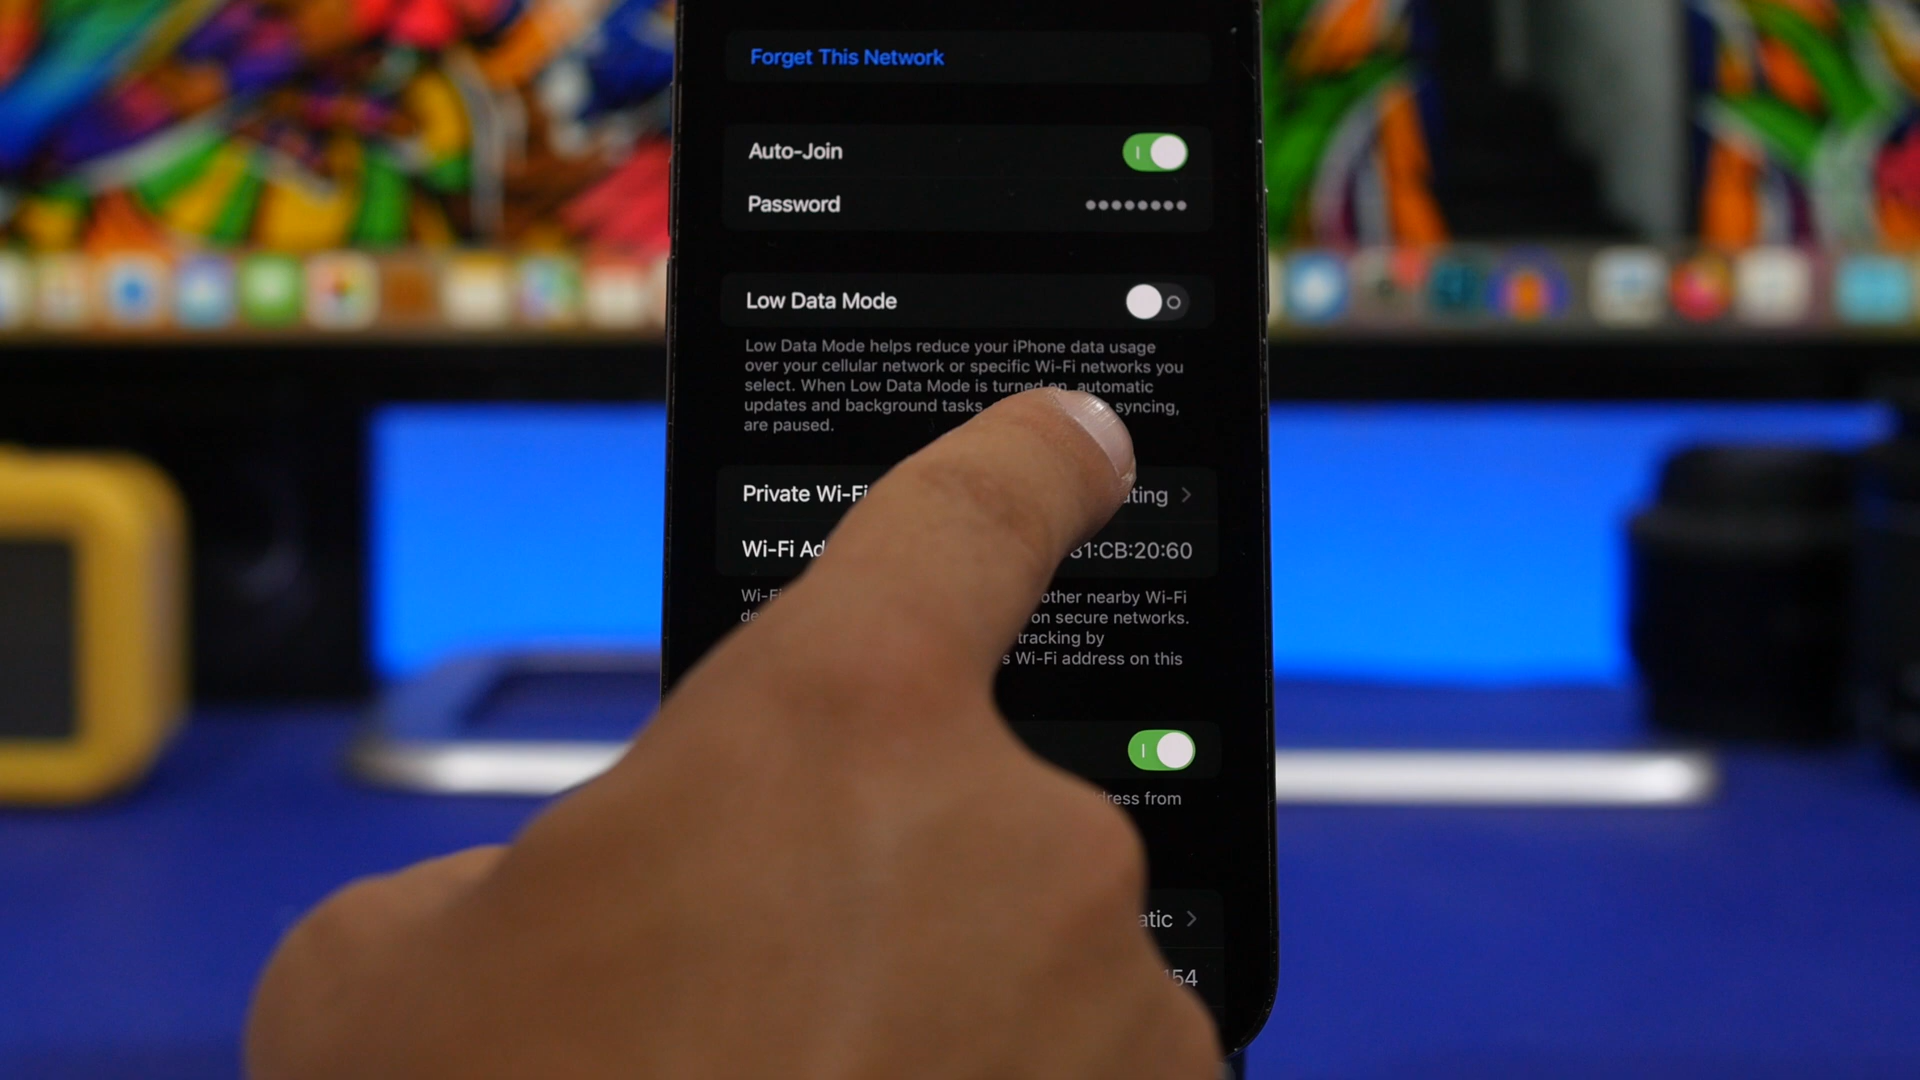 Forget This Network
Auto-Join
Password ••••••••
Low Data Mode
Low Data Mode helps reduce your iPhone data usage
over your cellular network or specific Wi-Fi networks you
select. When Low Data Mode is turned on, automatic
updates and background tasks, syncing,
are paused.
Private Wi-Fi ating
Wi-Fi Ad 31:CB:20:60
Wi-Fi other nearby Wi-Fi
de on secure networks.
tracking by
s Wi-Fi address on this
dress from
atic
154